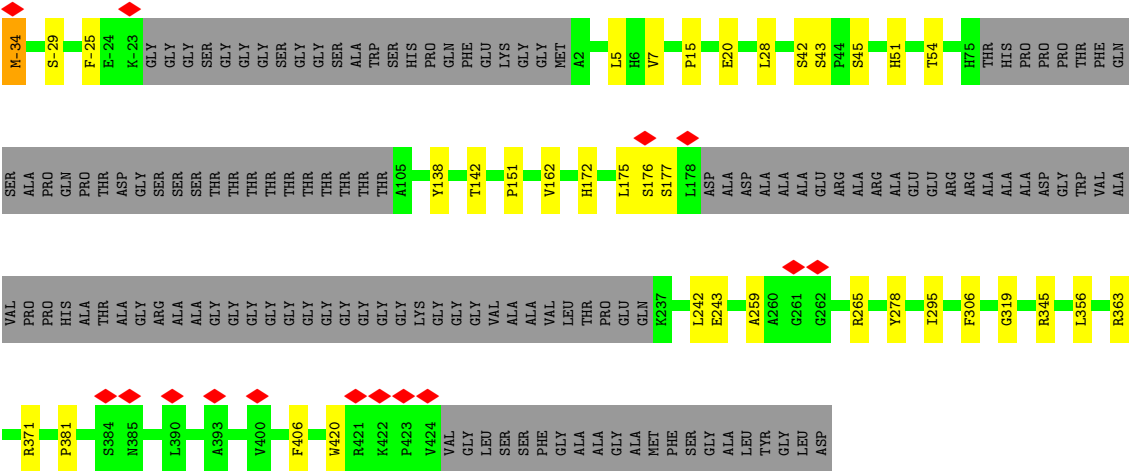 M-34 S-29 F-25 E-24 K-23 GLY GLY GLY SER GLY GLY GLY SER GLY GLY SER ALA TRP SER HIS PRO GLN PHE GLU LYS GLY GLY MET A2 L5 H6 V7 P15 E20 L28 S42 S43 P44 S45 H51 T54 H75 THR HIS PRO PRO PRO THR PHE GLN
SER ALA PRO GLN PRO THR ASP GLY SER SER SER THR THR THR THR THR THR THR THR THR THR A105 Y138 T142 P151 V162 H172 L175 S176 S177 L178 ASP ALA ASP ALA ALA ALA GLU ARG ALA ARG ALA GLU GLU ARG ARG ALA ALA ALA ASP GLY TRP VAL ALA
VAL PRO PRO HIS ALA THR ALA GLY ARG ALA ALA GLY GLY GLY GLY GLY GLY GLY GLY GLY GLY GLY LYS GLY GLY GLY VAL ALA ALA VAL LEU THR PRO GLU GLN K237 L242 E243 A259 A260 G261 G262 R265 Y278 I295 F306 G319 R345 L356 R363
R371 P381 S384 N385 L390 A393 V400 F406 W420 R421 K422 P423 V424 VAL GLY LEU SER SER PHE GLY ALA ALA GLY ALA MET PHE SER GLY ALA LEU TYR GLY LEU ASP